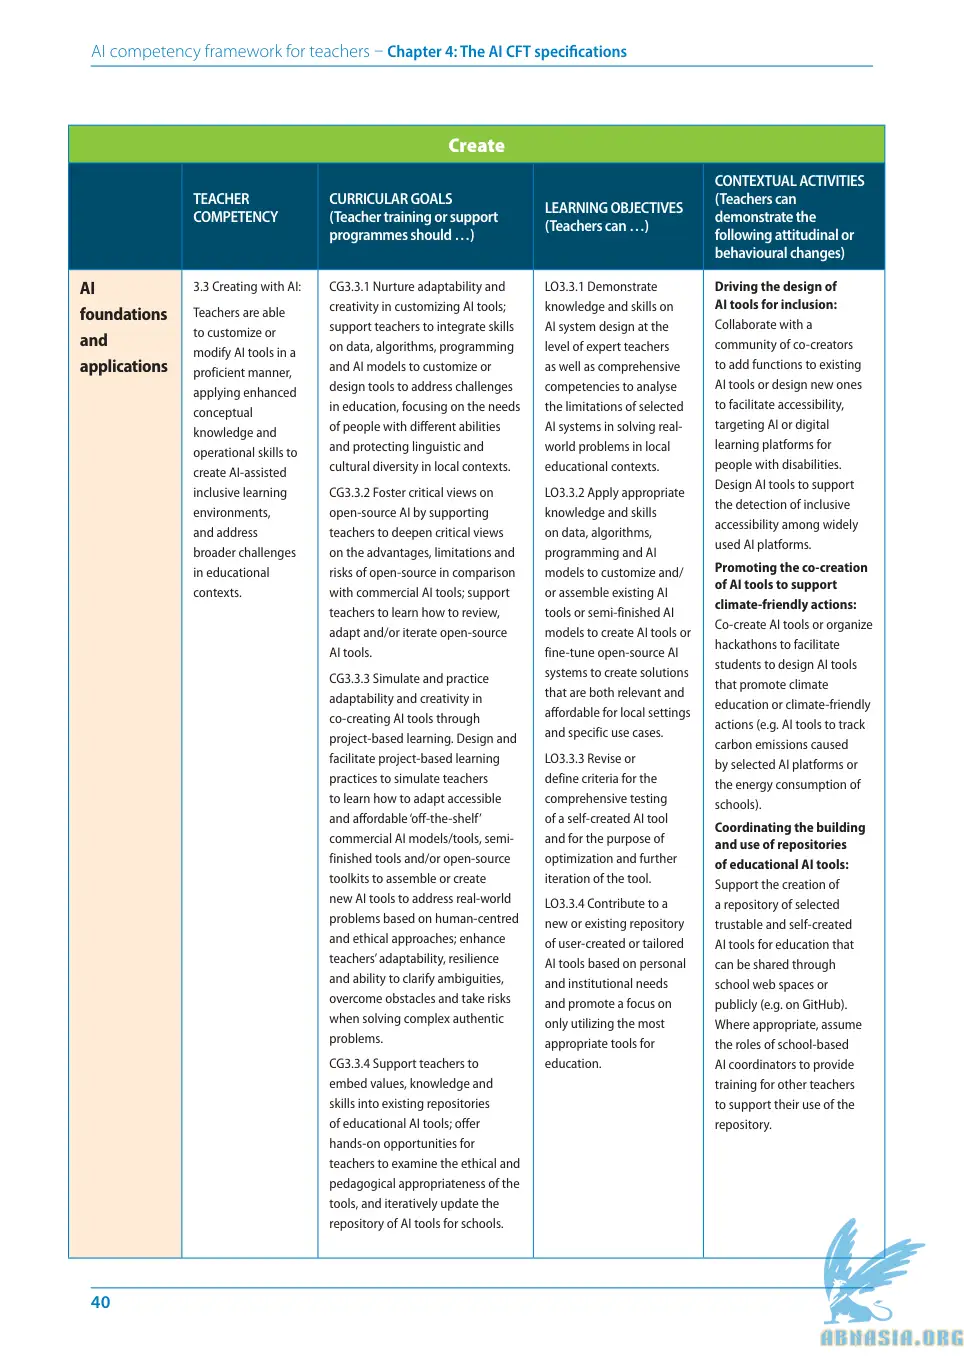 AI competency framework for teachers – Chapter 4: The AI CFT specifications
Create
TEACHER
COMPETENCY
CURRICULAR GOALS
(Teacher training or support
programmes should …)
LEARNING OBJECTIVES
(Teachers can …)
CONTEXTUAL ACTIVITIES
(Teachers can
demonstrate the
following attitudinal or
behavioural changes)
AI
foundations
and
applications
3.3 Creating with AI:
Teachers are able
to customize or
modify AI tools in a
proficient manner,
applying enhanced
conceptual
knowledge and
operational skills to
create AI-assisted
inclusive learning
environments,
and address
broader challenges
in educational
contexts.
CG3.3.1 Nurture adaptability and
creativity in customizing AI tools;
support teachers to integrate skills
on data, algorithms, programming
and AI models to customize or
design tools to address challenges
in education, focusing on the needs
of people with different abilities
and protecting linguistic and
cultural diversity in local contexts.
CG3.3.2 Foster critical views on
open-source AI by supporting
teachers to deepen critical views
on the advantages, limitations and
risks of open-source in comparison
with commercial AI tools; support
teachers to learn how to review,
adapt and/or iterate open-source
AI tools.
CG3.3.3 Simulate and practice
adaptability and creativity in
co-creating AI tools through
project-based learning. Design and
facilitate project-based learning
practices to simulate teachers
to learn how to adapt accessible
and affordable ‘off-the-shelf’
commercial AI models/tools, semi-
finished tools and/or open-source
toolkits to assemble or create
new AI tools to address real-world
problems based on human-centred
and ethical approaches; enhance
teachers’ adaptability, resilience
and ability to clarify ambiguities,
overcome obstacles and take risks
when solving complex authentic
problems.
CG3.3.4 Support teachers to
embed values, knowledge and
skills into existing repositories
of educational AI tools; offer
hands-on opportunities for
teachers to examine the ethical and
pedagogical appropriateness of the
tools, and iteratively update the
repository of AI tools for schools.
LO3.3.1 Demonstrate
knowledge and skills on
AI system design at the
level of expert teachers
as well as comprehensive
competencies to analyse
the limitations of selected
AI systems in solving real-
world problems in local
educational contexts.
LO3.3.2 Apply appropriate
knowledge and skills
on data, algorithms,
programming and AI
models to customize and/
or assemble existing AI
tools or semi-finished AI
models to create AI tools or
fine-tune open-source AI
systems to create solutions
that are both relevant and
affordable for local settings
and specific use cases.
LO3.3.3 Revise or
define criteria for the
comprehensive testing
of a self-created AI tool
and for the purpose of
optimization and further
iteration of the tool.
LO3.3.4 Contribute to a
new or existing repository
of user-created or tailored
AI tools based on personal
and institutional needs
and promote a focus on
only utilizing the most
appropriate tools for
education.
Driving the design of
AI tools for inclusion:
Collaborate with a
community of co-creators
to add functions to existing
AI tools or design new ones
to facilitate accessibility,
targeting AI or digital
learning platforms for
people with disabilities.
Design AI tools to support
the detection of inclusive
accessibility among widely
used AI platforms.
Promoting the co-creation
of AI tools to support
climate-friendly actions:
Co-create AI tools or organize
hackathons to facilitate
students to design AI tools
that promote climate
education or climate-friendly
actions (e.g. AI tools to track
carbon emissions caused
by selected AI platforms or
the energy consumption of
schools).
Coordinating the building
and use of repositories
of educational AI tools:
Support the creation of
a repository of selected
trustable and self-created
AI tools for education that
can be shared through
school web spaces or
publicly (e.g. on GitHub).
Where appropriate, assume
the roles of school-based
AI coordinators to provide
training for other teachers
to support their use of the
repository.
40
ABNASIA.ORG